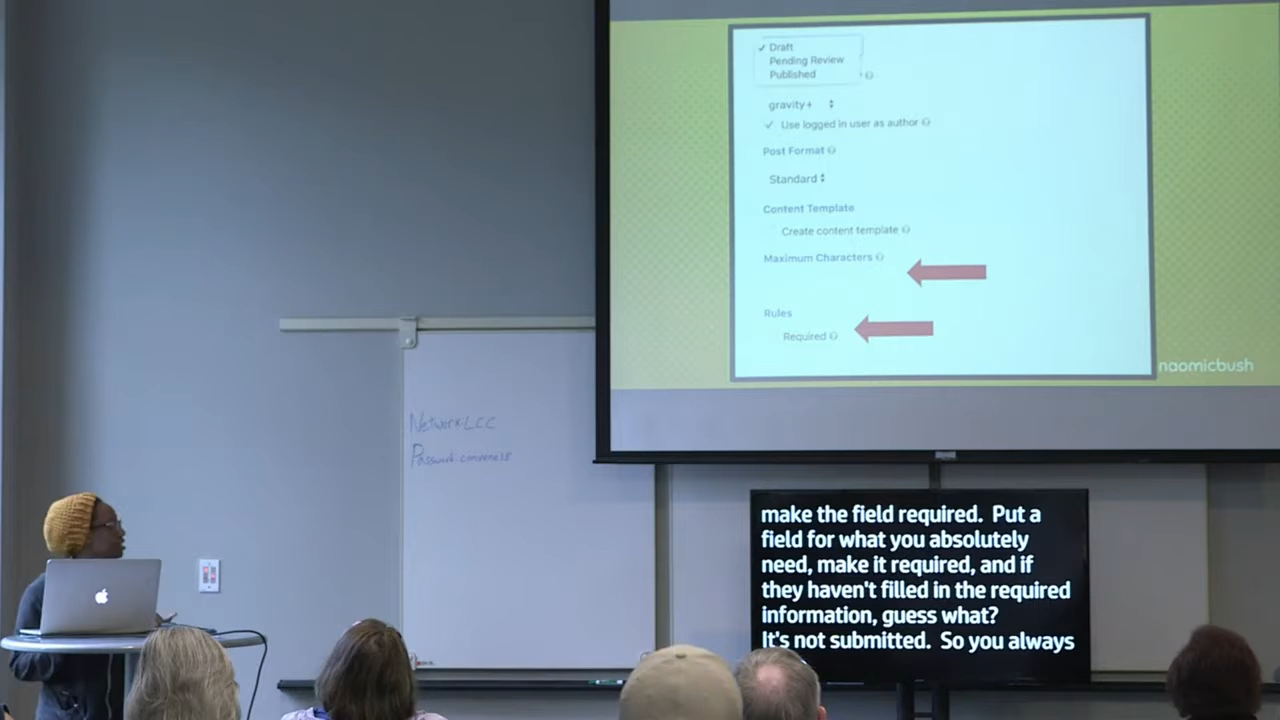 ✓ Draft
Pending Review
Published
gravity+
✓ Use logged in user as author
Post Format
Standard
Content Template
Create content template
Maximum Characters
Rules
Required
naomicbush
Network: LCC
make the field required. Put a
field for what you absolutely
need, make it required, and if
they haven't filled in the required
information, guess what?
It's not submitted. So you always